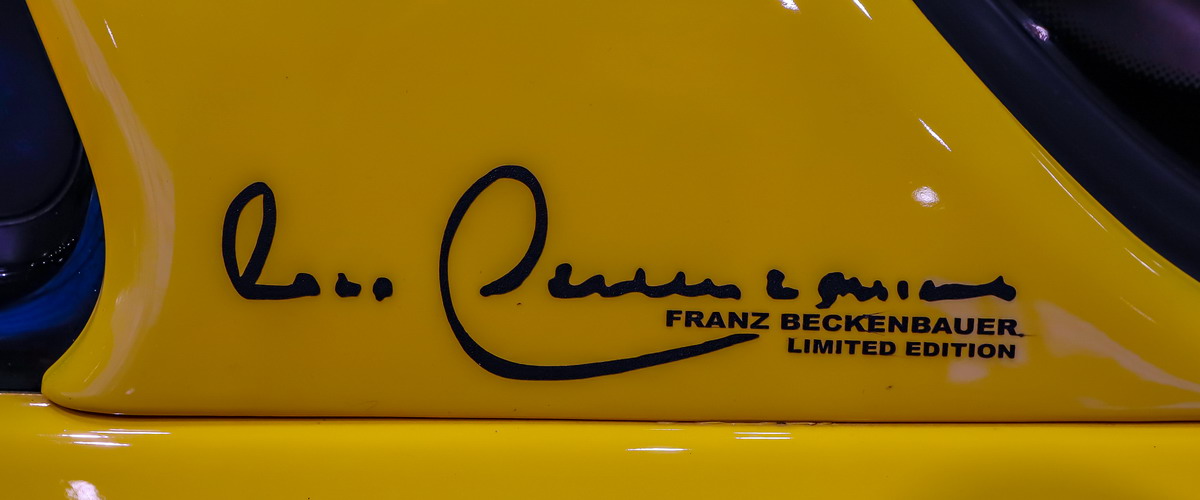 FRANZ BECKENBAUER
LIMITED EDITION